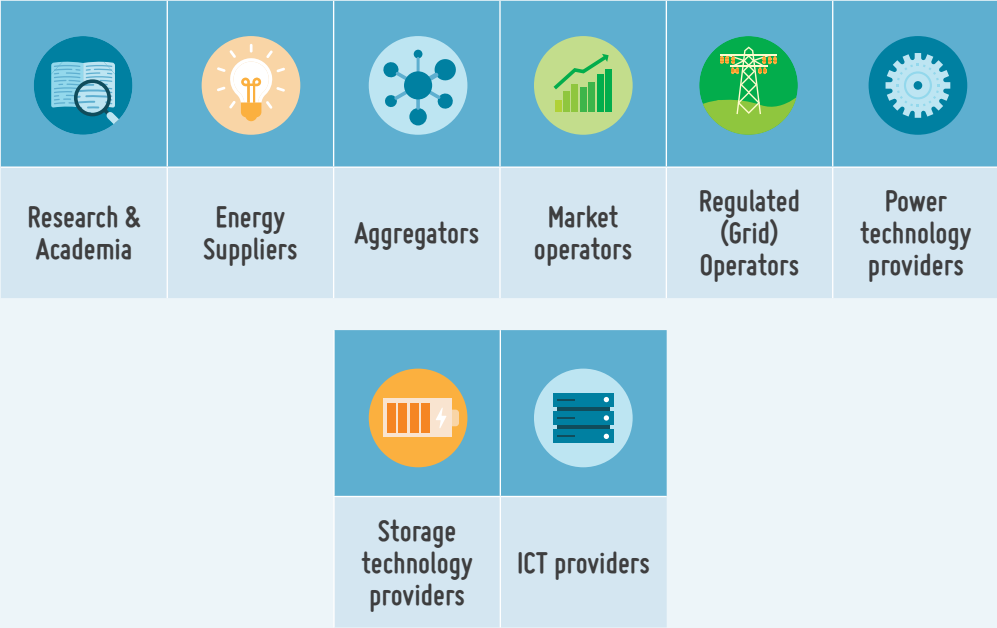 Research &
Academia
Energy
Suppliers
Aggregators
Market
operators
Regulated
(Grid)
Operators
Power
technology
providers
Storage
technology
providers
ICT providers